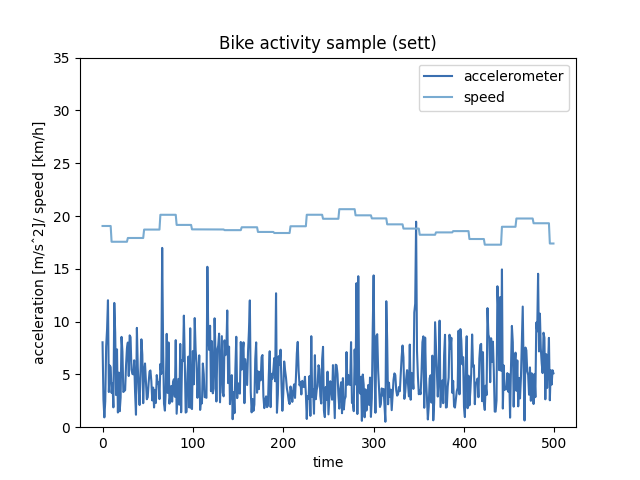 Bike activity sample (sett)
accelerometer
speed
acceleration [m/s^2]/ speed [km/h]
35
30
25
20
15
10
5
0
0 100 200 300 400 500
time